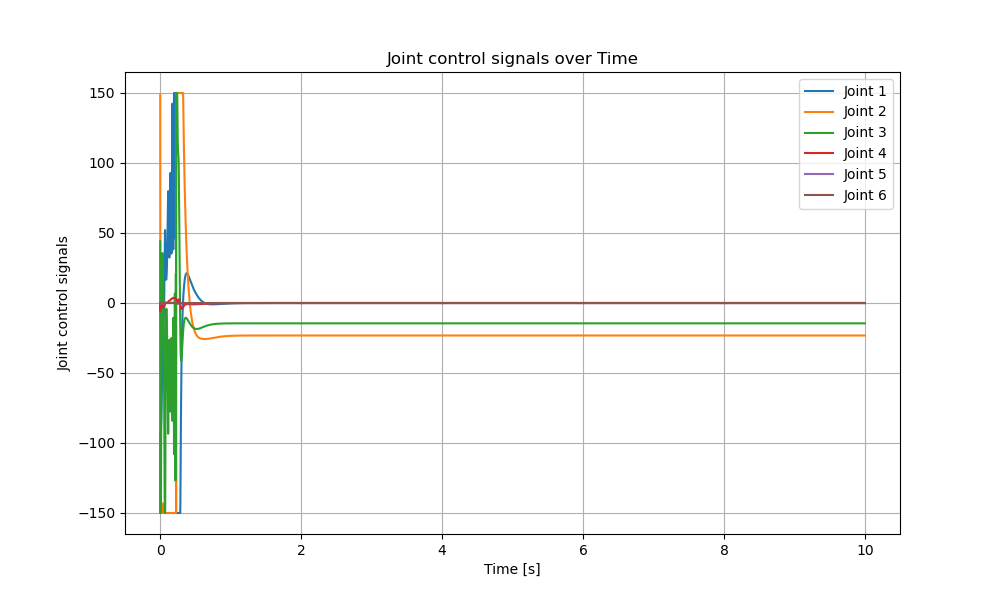 Joint control signals over Time
Joint control signals
150
100
50
0
−50
−100
−150
0
2
4
6
8
10
Time [s]
Joint 1
Joint 2
Joint 3
Joint 4
Joint 5
Joint 6